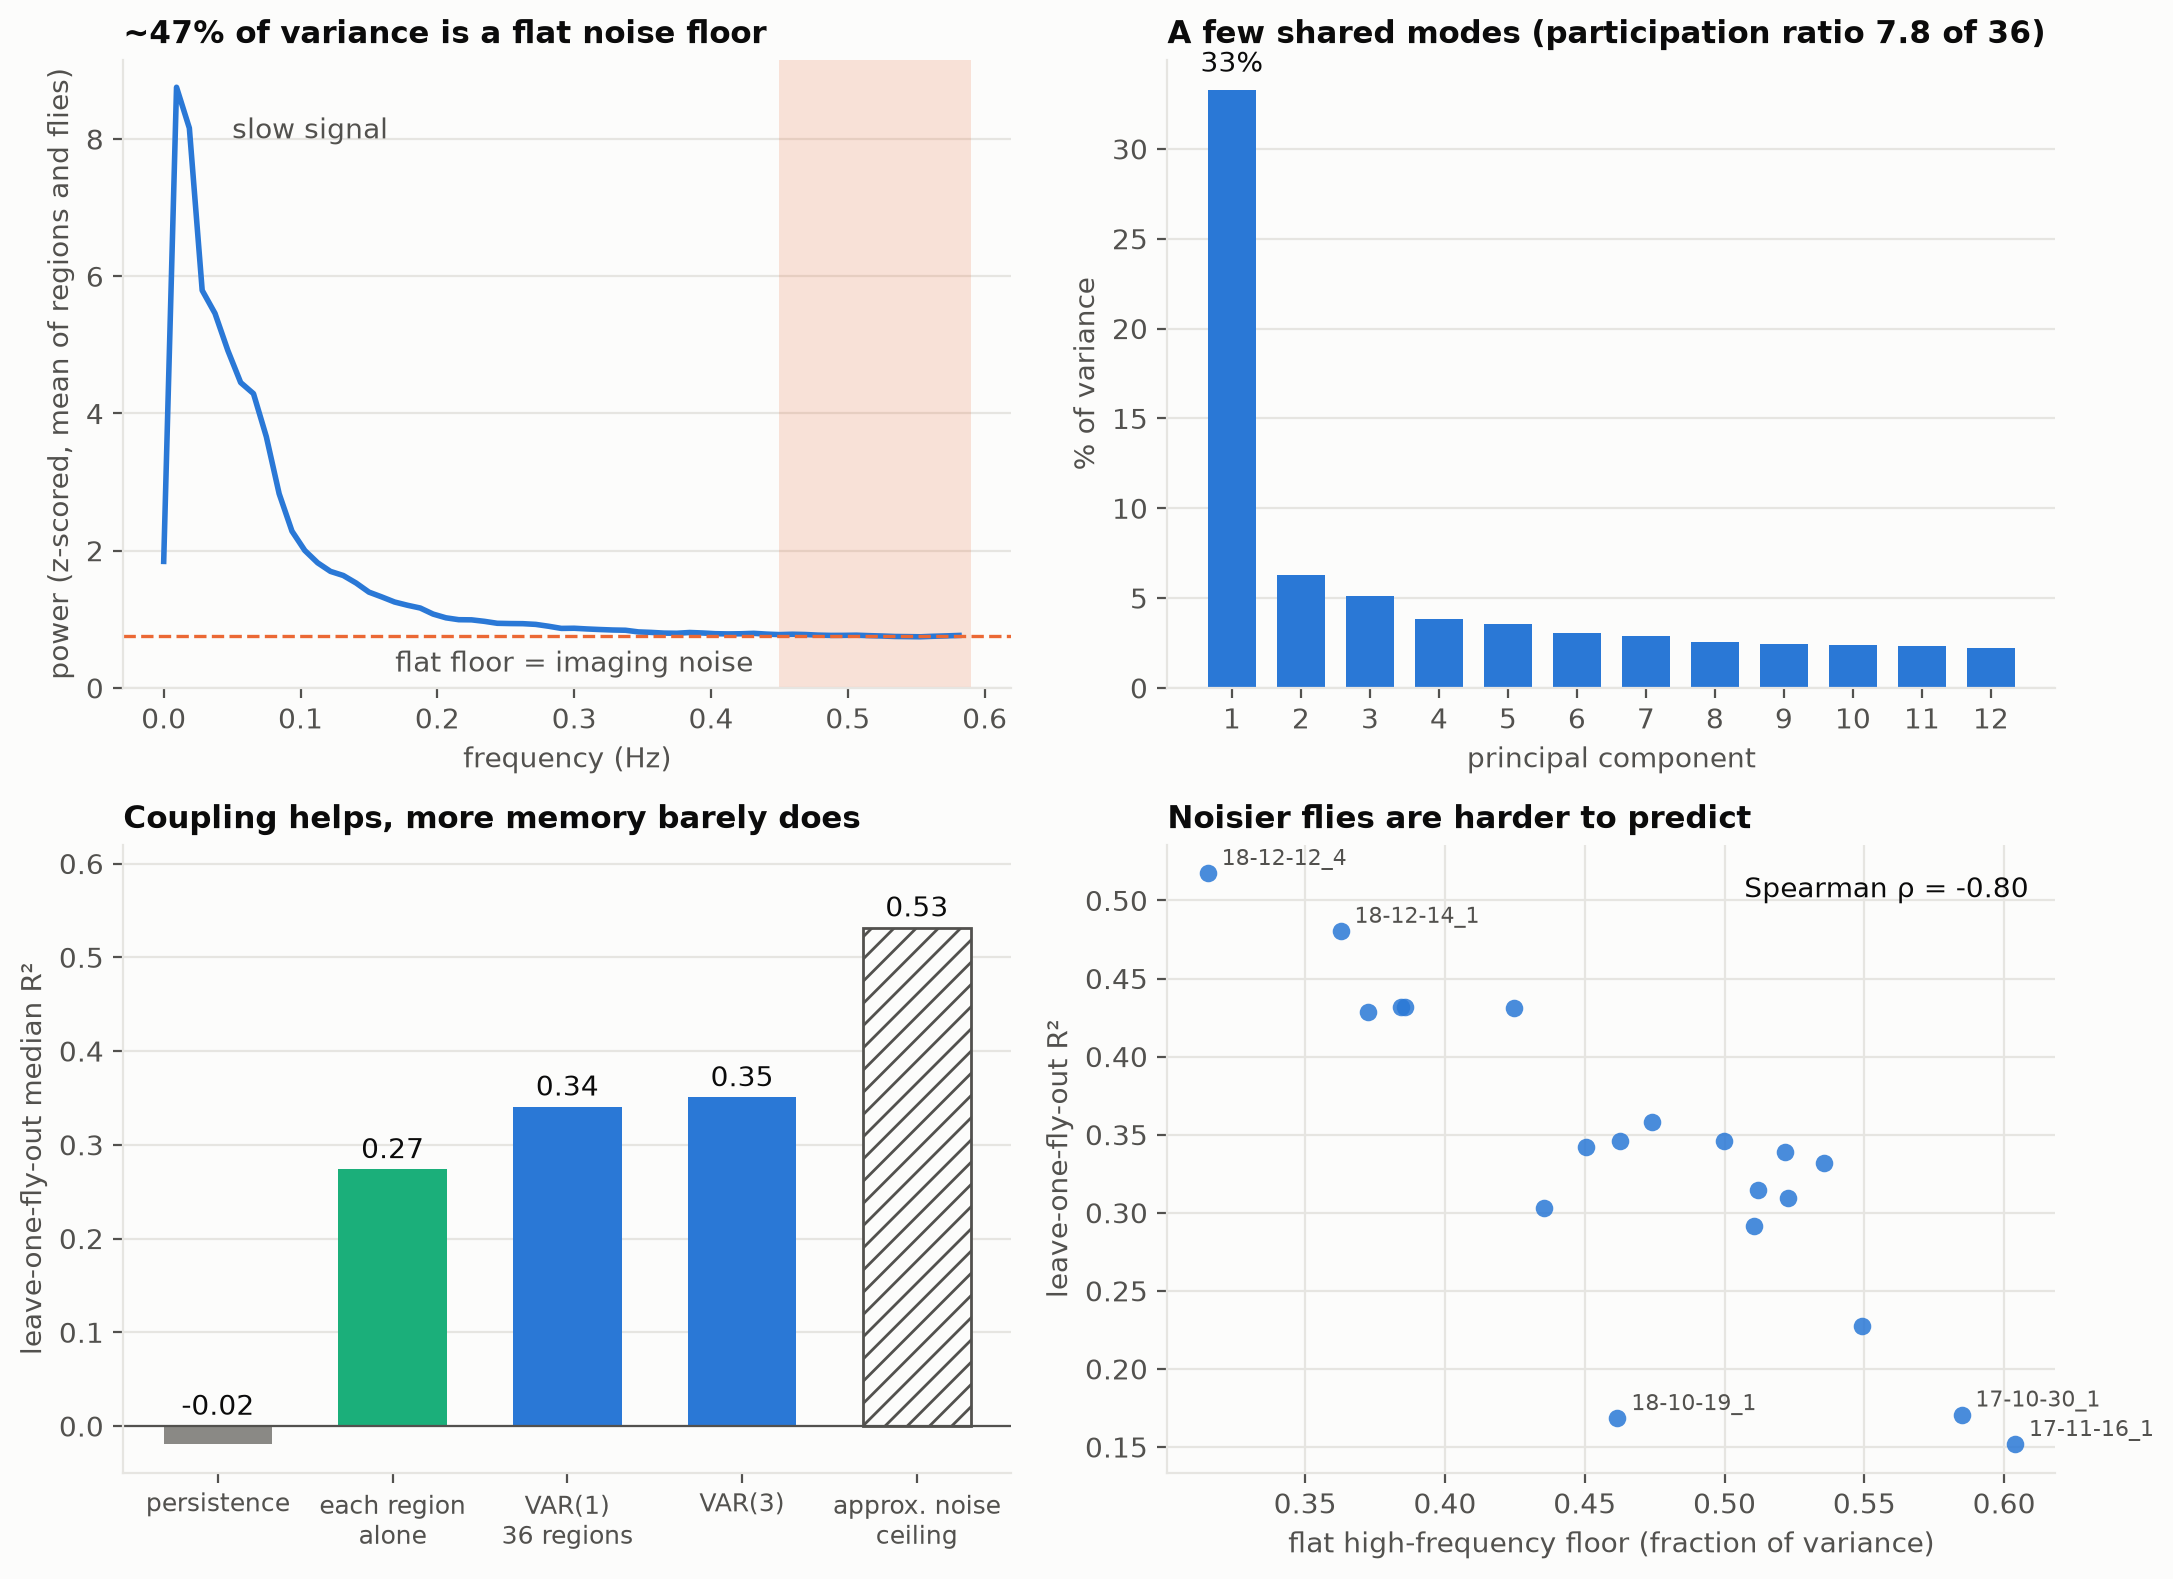 ~47% of variance is a flat noise floor
power (z-scored, mean of regions and flies)
8
6
4
2
0
slow signal
flat floor = imaging noise
0.0 0.1 0.2 0.3 0.4 0.5 0.6
frequency (Hz)
A few shared modes (participation ratio 7.8 of 36)
33%
% of variance
30
25
20
15
10
5
0
1 2 3 4 5 6 7 8 9 10 11 12
principal component
Coupling helps, more memory barely does
leave-one-fly-out median R²
0.6
0.5
0.4
0.3
0.2
0.1
0.0
-0.02
0.27
0.34
0.35
0.53
persistence
each region
alone
VAR(1)
36 regions
VAR(3)
approx. noise
ceiling
Noisier flies are harder to predict
leave-one-fly-out R²
0.50
0.45
0.40
0.35
0.30
0.25
0.20
0.15
18-12-12_4
Spearman ρ = -0.80
18-12-14_1
18-10-19_1
17-10-30_1
17-11-16_1
0.35 0.40 0.45 0.50 0.55 0.60
flat high-frequency floor (fraction of variance)